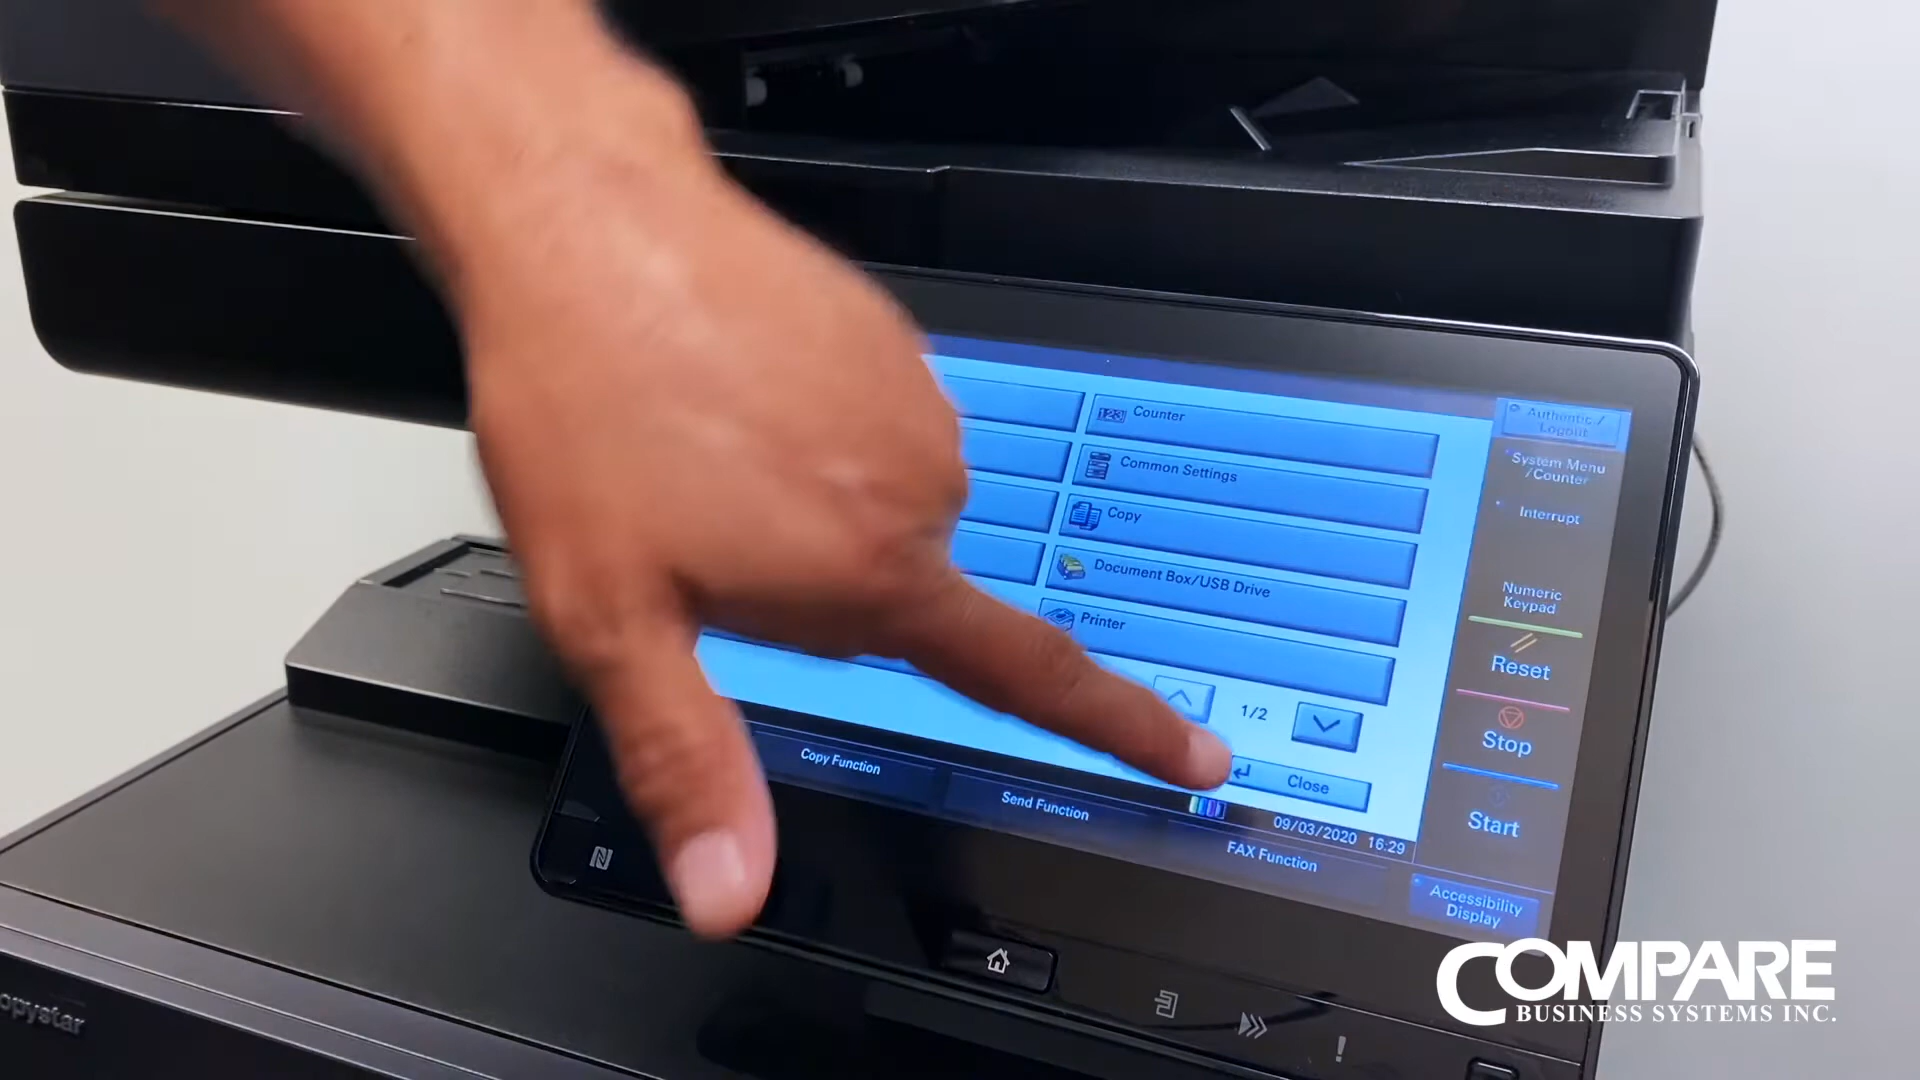 123 Counter
Common Settings
Copy
Document Box/USB Drive
Printer
1/2
Close
09/03/2020 16:29
Copy Function
Send Function
FAX Function
Authentic /
Logout
System Menu
/Counter
Interrupt
Numeric
Keypad
Reset
Stop
Start
Accessibility
Display
opystar
COMPARE
BUSINESS SYSTEMS INC.